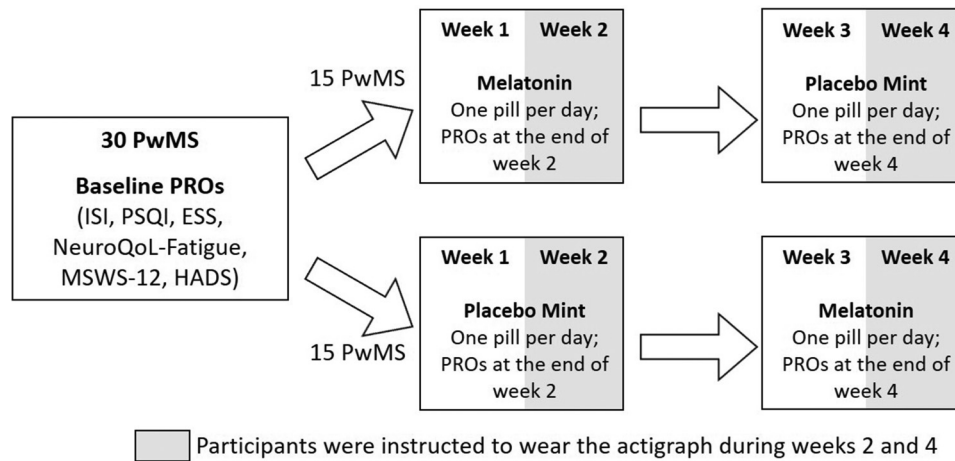 30 PwMS
Baseline PROs
(ISI, PSQI, ESS,
NeuroQoL-Fatigue,
MSWS-12, HADS)
15 PwMS
Week 1 Week 2
Melatonin
One pill per day;
PROs at the end of
week 2
Week 3 Week 4
Placebo Mint
One pill per day;
PROs at the end of
week 4
15 PwMS
Week 1 Week 2
Placebo Mint
One pill per day;
PROs at the end of
week 2
Week 3 Week 4
Melatonin
One pill per day;
PROs at the end of
week 4
Participants were instructed to wear the actigraph during weeks 2 and 4